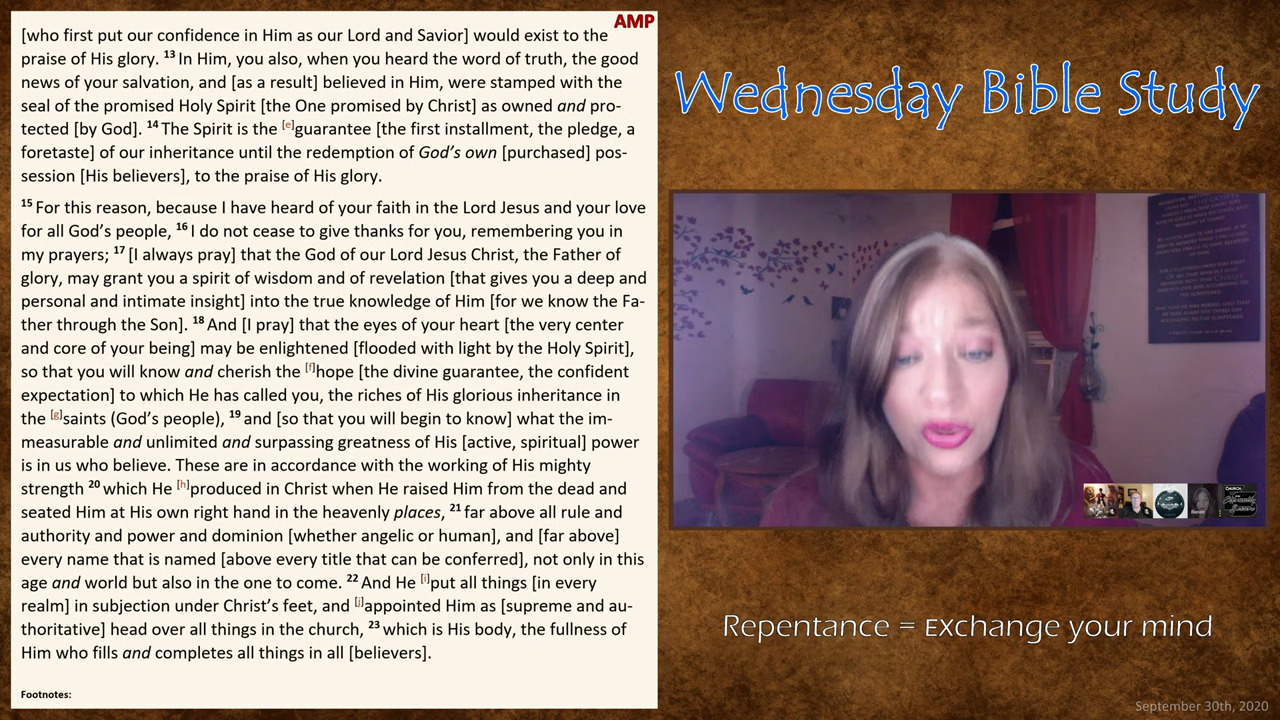 AMP
[who first put our confidence in Him as our Lord and Savior] would exist to the
praise of His glory. 13 In Him, you also, when you heard the word of truth, the good
news of your salvation, and [as a result] believed in Him, were stamped with the
seal of the promised Holy Spirit [the One promised by Christ] as owned and pro-
tected [by God]. 14 The Spirit is the [e]guarantee [the first installment, the pledge, a
foretaste] of our inheritance until the redemption of God's own [purchased] pos-
session [His believers], to the praise of His glory.
15 For this reason, because I have heard of your faith in the Lord Jesus and your love
for all God's people, 16 I do not cease to give thanks for you, remembering you in
my prayers; 17 [I always pray] that the God of our Lord Jesus Christ, the Father of
glory, may grant you a spirit of wisdom and of revelation [that gives you a deep and
personal and intimate insight] into the true knowledge of Him [for we know the Fa-
ther through the Son]. 18 And [I pray] that the eyes of your heart [the very center
and core of your being] may be enlightened [flooded with light by the Holy Spirit],
so that you will know and cherish the [f]hope [the divine guarantee, the confident
expectation] to which He has called you, the riches of His glorious inheritance in
the [g]saints (God's people), 19 and [so that you will begin to know] what the im-
measurable and unlimited and surpassing greatness of His [active, spiritual] power
is in us who believe. These are in accordance with the working of His mighty
strength 20 which He [h]produced in Christ when He raised Him from the dead and
seated Him at His own right hand in the heavenly places, 21 far above all rule and
authority and power and dominion [whether angelic or human], and [far above]
every name that is named [above every title that can be conferred], not only in this
age and world but also in the one to come. 22 And He [i]put all things [in every
realm] in subjection under Christ's feet, and [j]appointed Him as [supreme and au-
thoritative] head over all things in the church, 23 which is His body, the fullness of
Him who fills and completes all things in all [believers].
Footnotes:
Wednesday Bible Study
Renee
CHURCH
Repentance = Exchange your mind
September 30th, 2020